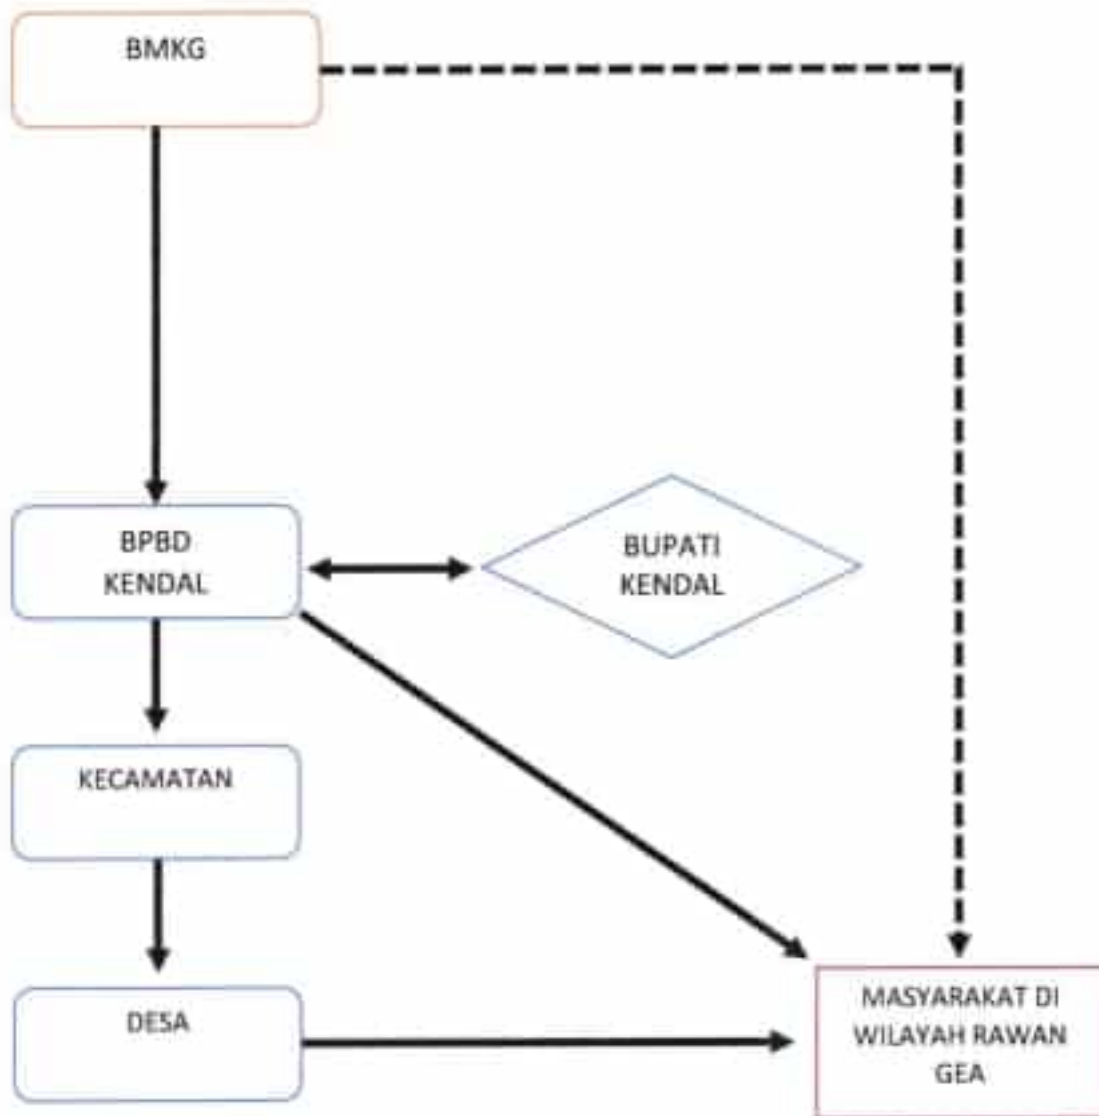 BMKG
BPBD
KENDAL
BUPATI
KENDAL
KECAMATAN
DESA
MASYARAKAT DI
WILAYAH RAWAN
GEA